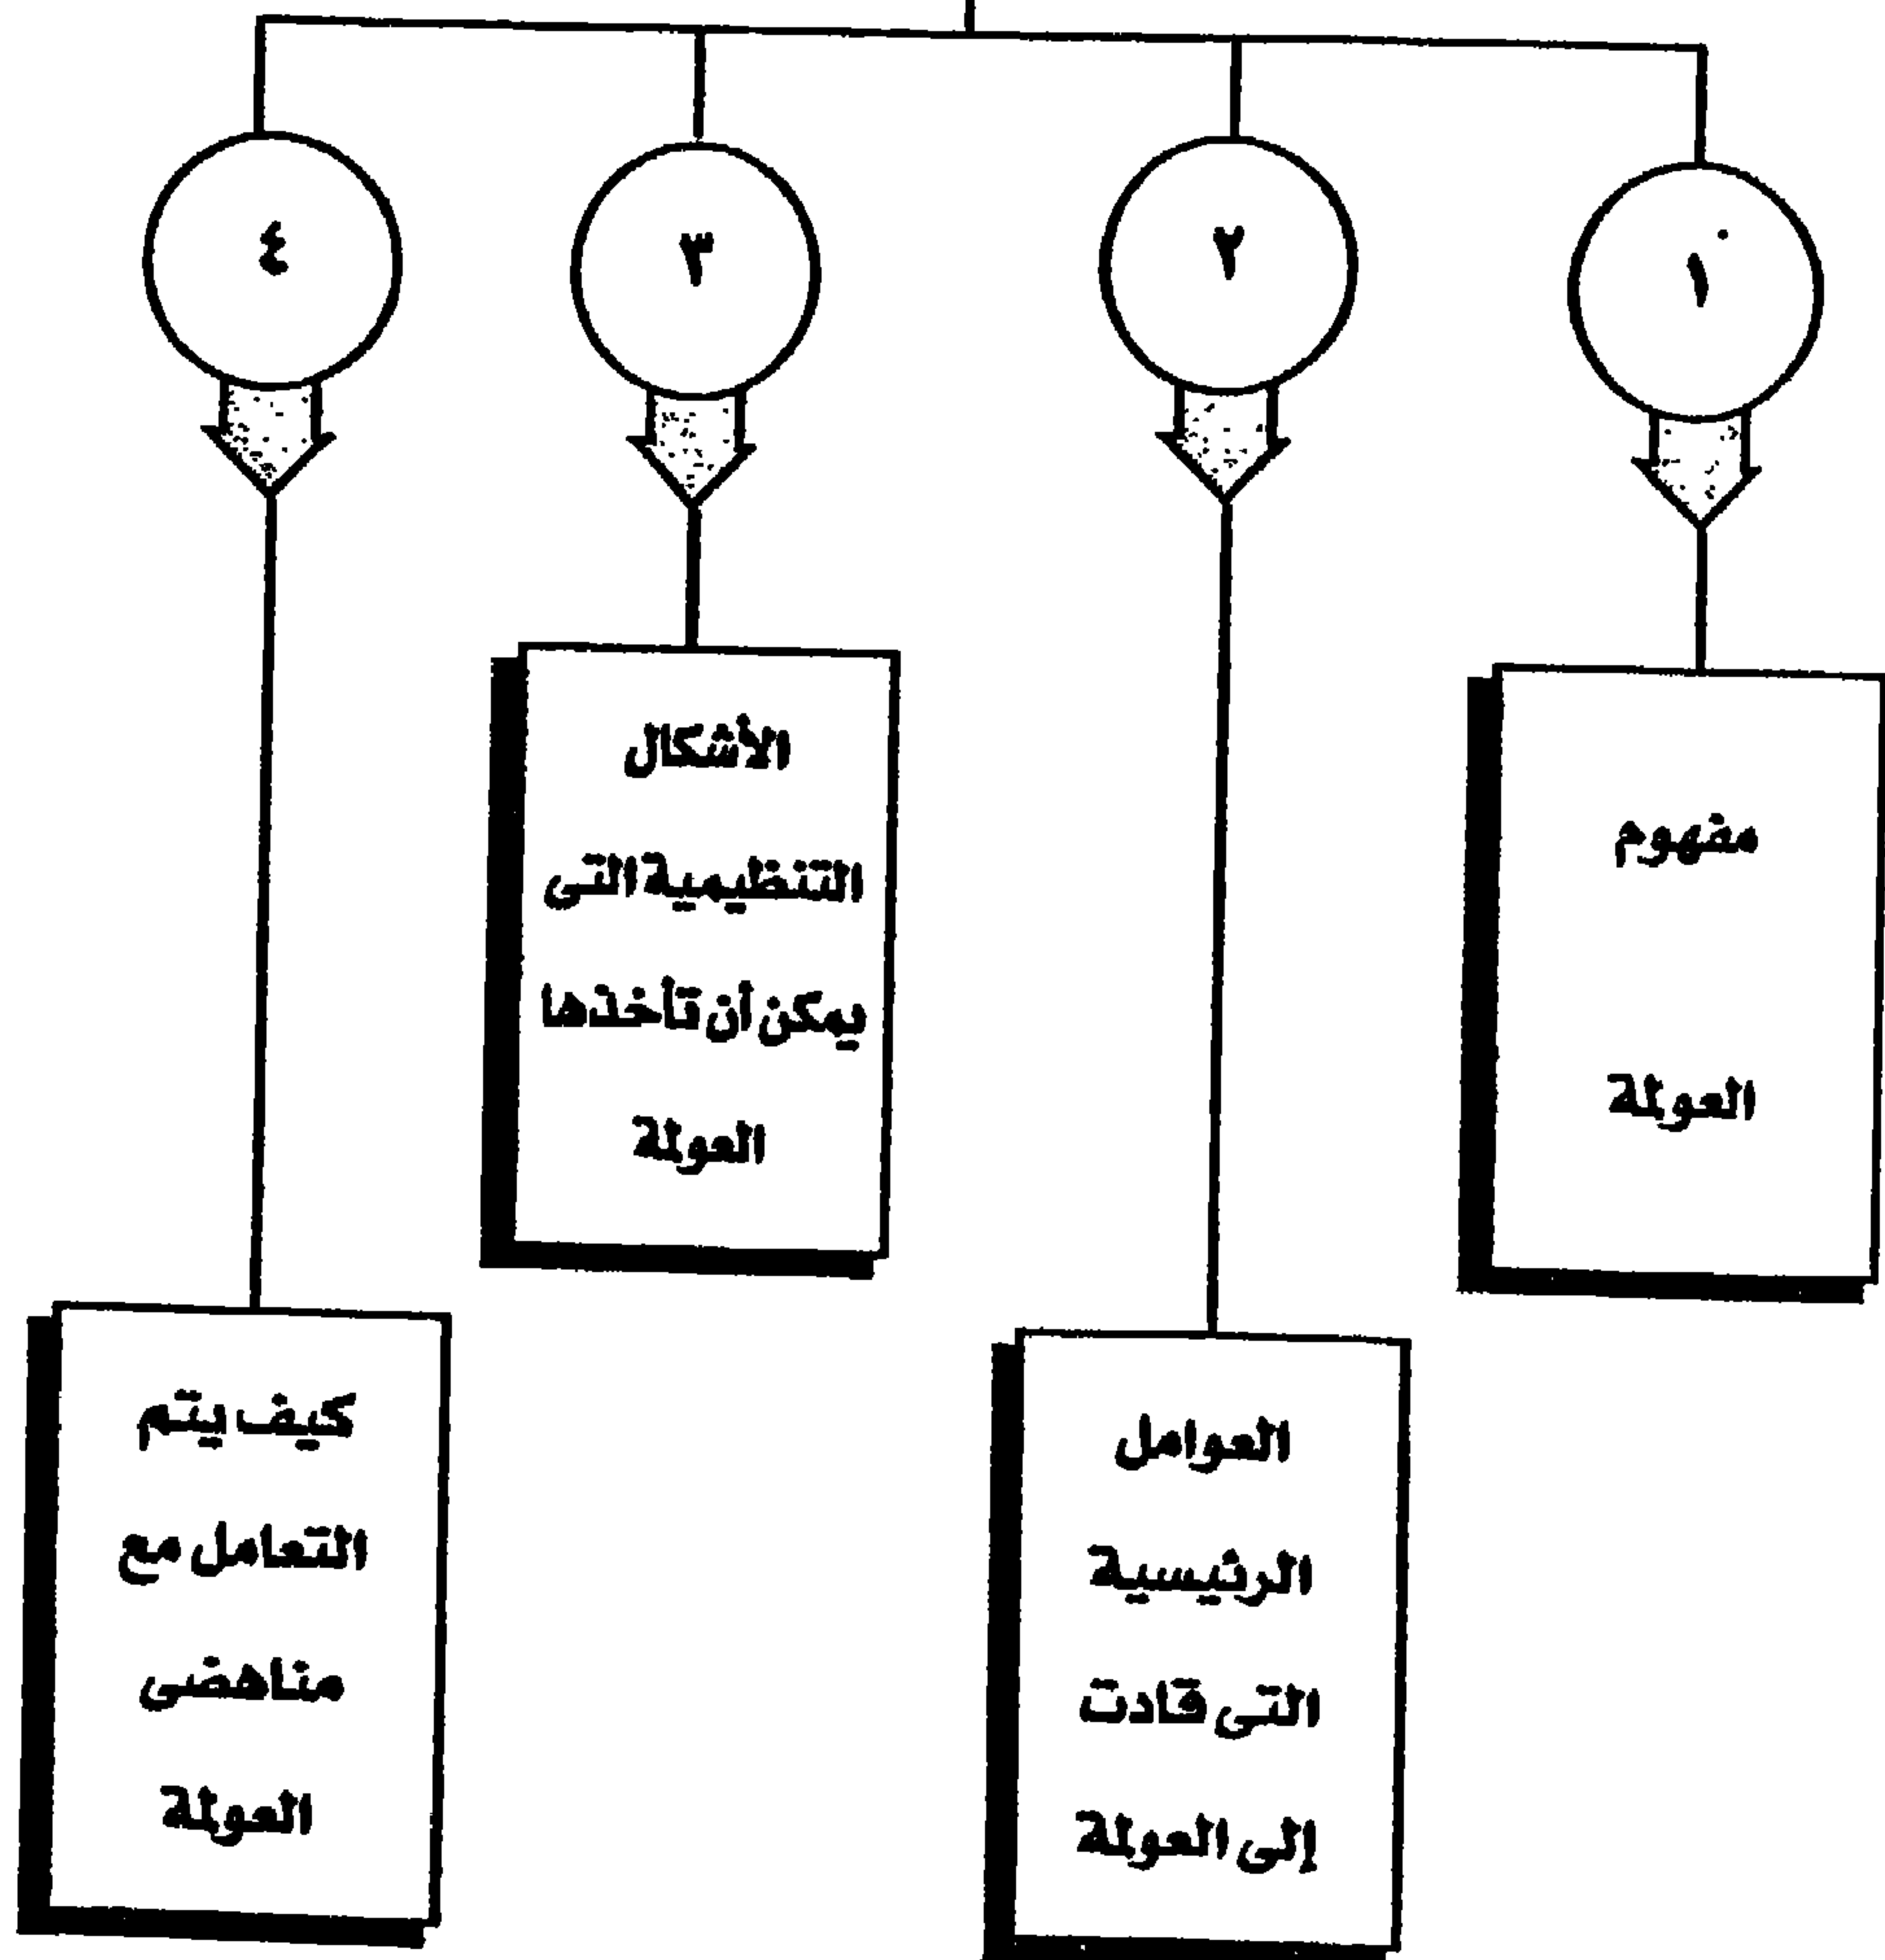 ١
٢
٣
٤
مفهوم
العولمة
العوامل
الرئيسية
التى قادت
إلى العولمة
الأشكال
التنظيمية التى
يمكن ان تأخذها
العولمة
كيف يتم
التعامل مع
مناهضى
العولمة